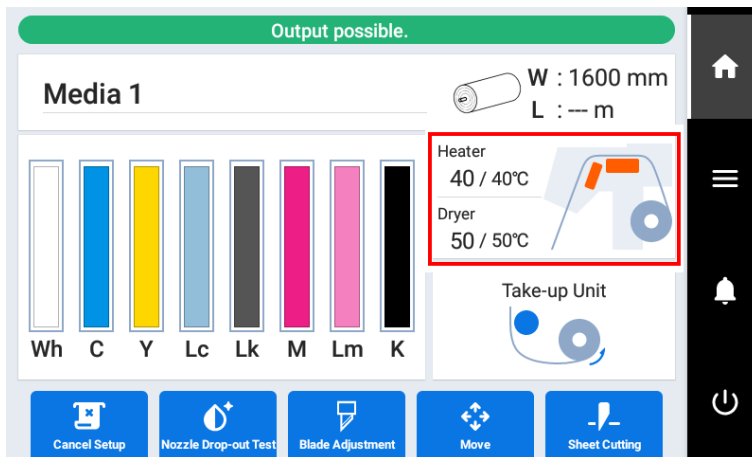 Output possible.
Media 1
W : 1600 mm
L : --- m
Heater
40 / 40℃
Dryer
50 / 50℃
Take-up Unit
Wh C Y Lc Lk M Lm K
Cancel Setup Nozzle Drop-out Test Blade Adjustment Move Sheet Cutting